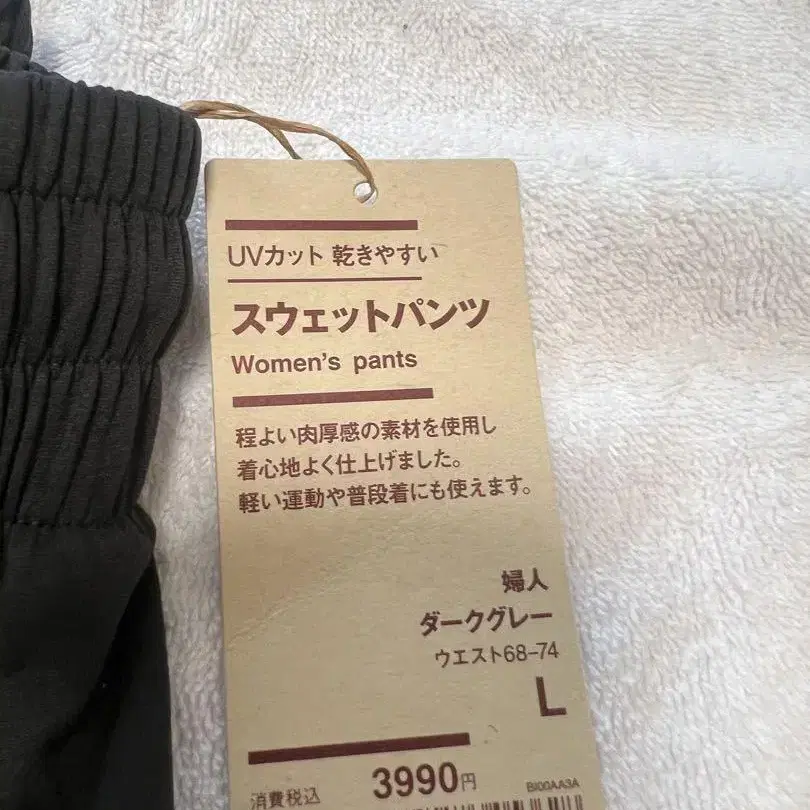 UVカット 乾きやすい
スウェットパンツ
Women's pants
程よい肉厚感の素材を使用し
着心地よく仕上げました。
軽い運動や普段着にも使えます。
婦人
ダークグレー
ウエスト68-74
L
消費税込 3990円 BI00AA3A